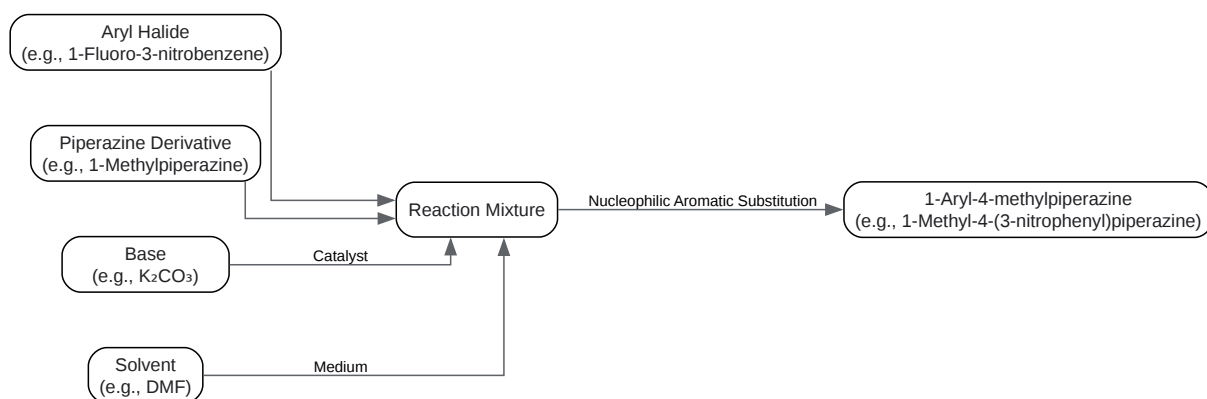 Aryl Halide
(e.g., 1-Fluoro-3-nitrobenzene)
Piperazine Derivative
(e.g., 1-Methylpiperazine)
Reaction Mixture
Nucleophilic Aromatic Substitution
1-Aryl-4-methylpiperazine
(e.g., 1-Methyl-4-(3-nitrophenyl)piperazine)
Base
(e.g., K₂CO₃)
Catalyst
Solvent
(e.g., DMF)
Medium